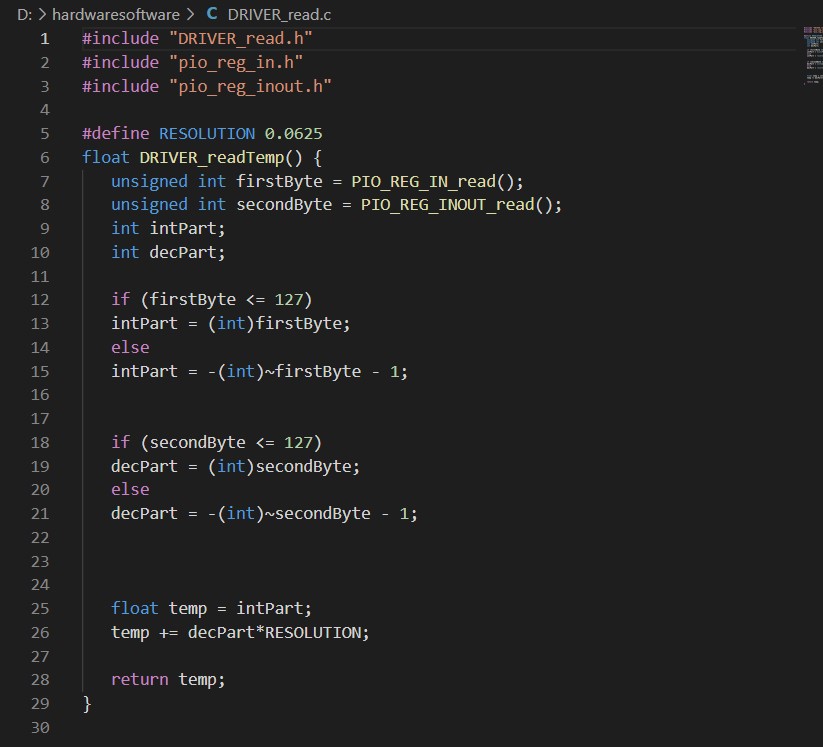 D: > hardwaresoftware > C DRIVER_read.c
1 #include "DRIVER_read.h"
2 #include "pio_reg_in.h"
3 #include "pio_reg_inout.h"
4
5 #define RESOLUTION 0.0625
6 float DRIVER_readTemp() {
7 unsigned int firstByte = PIO_REG_IN_read();
8 unsigned int secondByte = PIO_REG_INOUT_read();
9 int intPart;
10 int decPart;
11
12 if (firstByte <= 127)
13 intPart = (int)firstByte;
14 else
15 intPart = -(int)~firstByte - 1;
16
17
18 if (secondByte <= 127)
19 decPart = (int)secondByte;
20 else
21 decPart = -(int)~secondByte - 1;
22
23
24
25 float temp = intPart;
26 temp += decPart*RESOLUTION;
27
28 return temp;
29 }
30